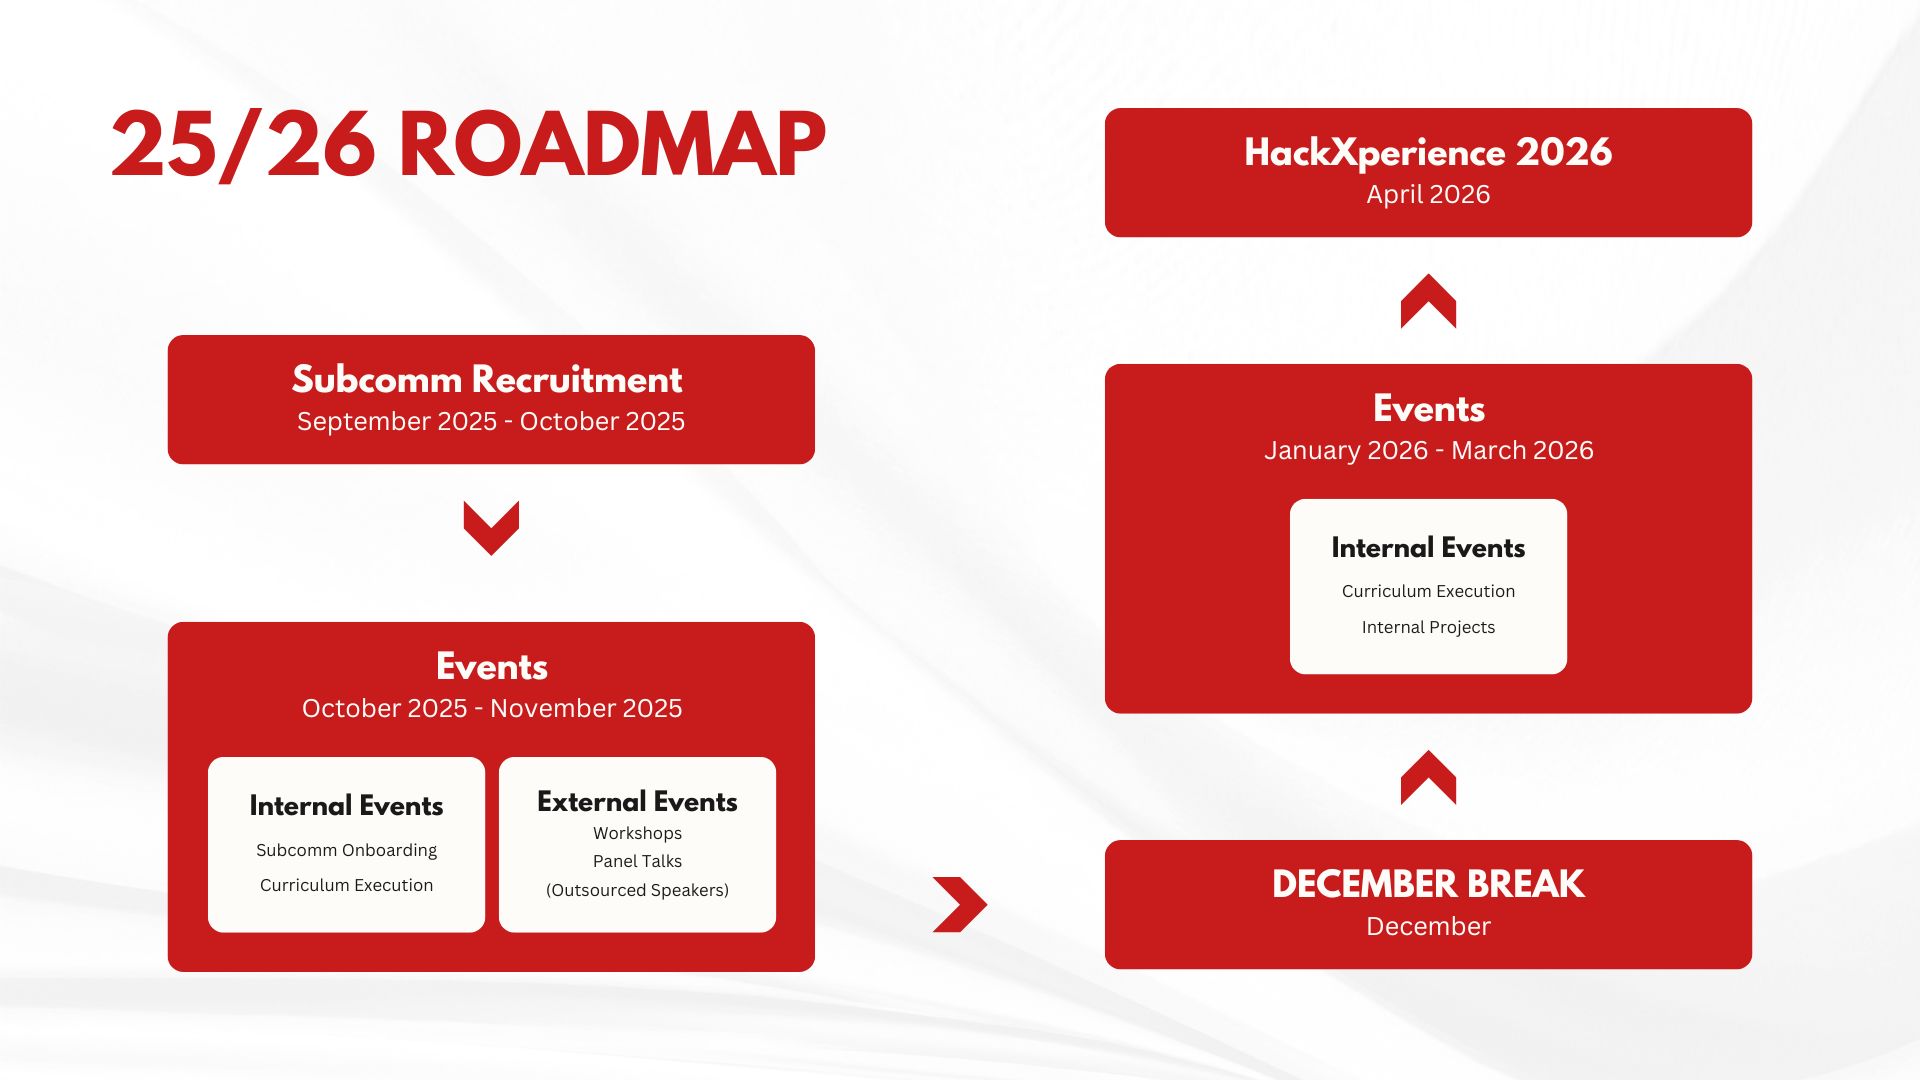 25/26 ROADMAP
Subcomm Recruitment
September 2025 - October 2025
Events
October 2025 - November 2025
Internal Events
Subcomm Onboarding
Curriculum Execution
External Events
Workshops
Panel Talks
(Outsourced Speakers)
DECEMBER BREAK
December
Events
January 2026 - March 2026
Internal Events
Curriculum Execution
Internal Projects
HackXperience 2026
April 2026